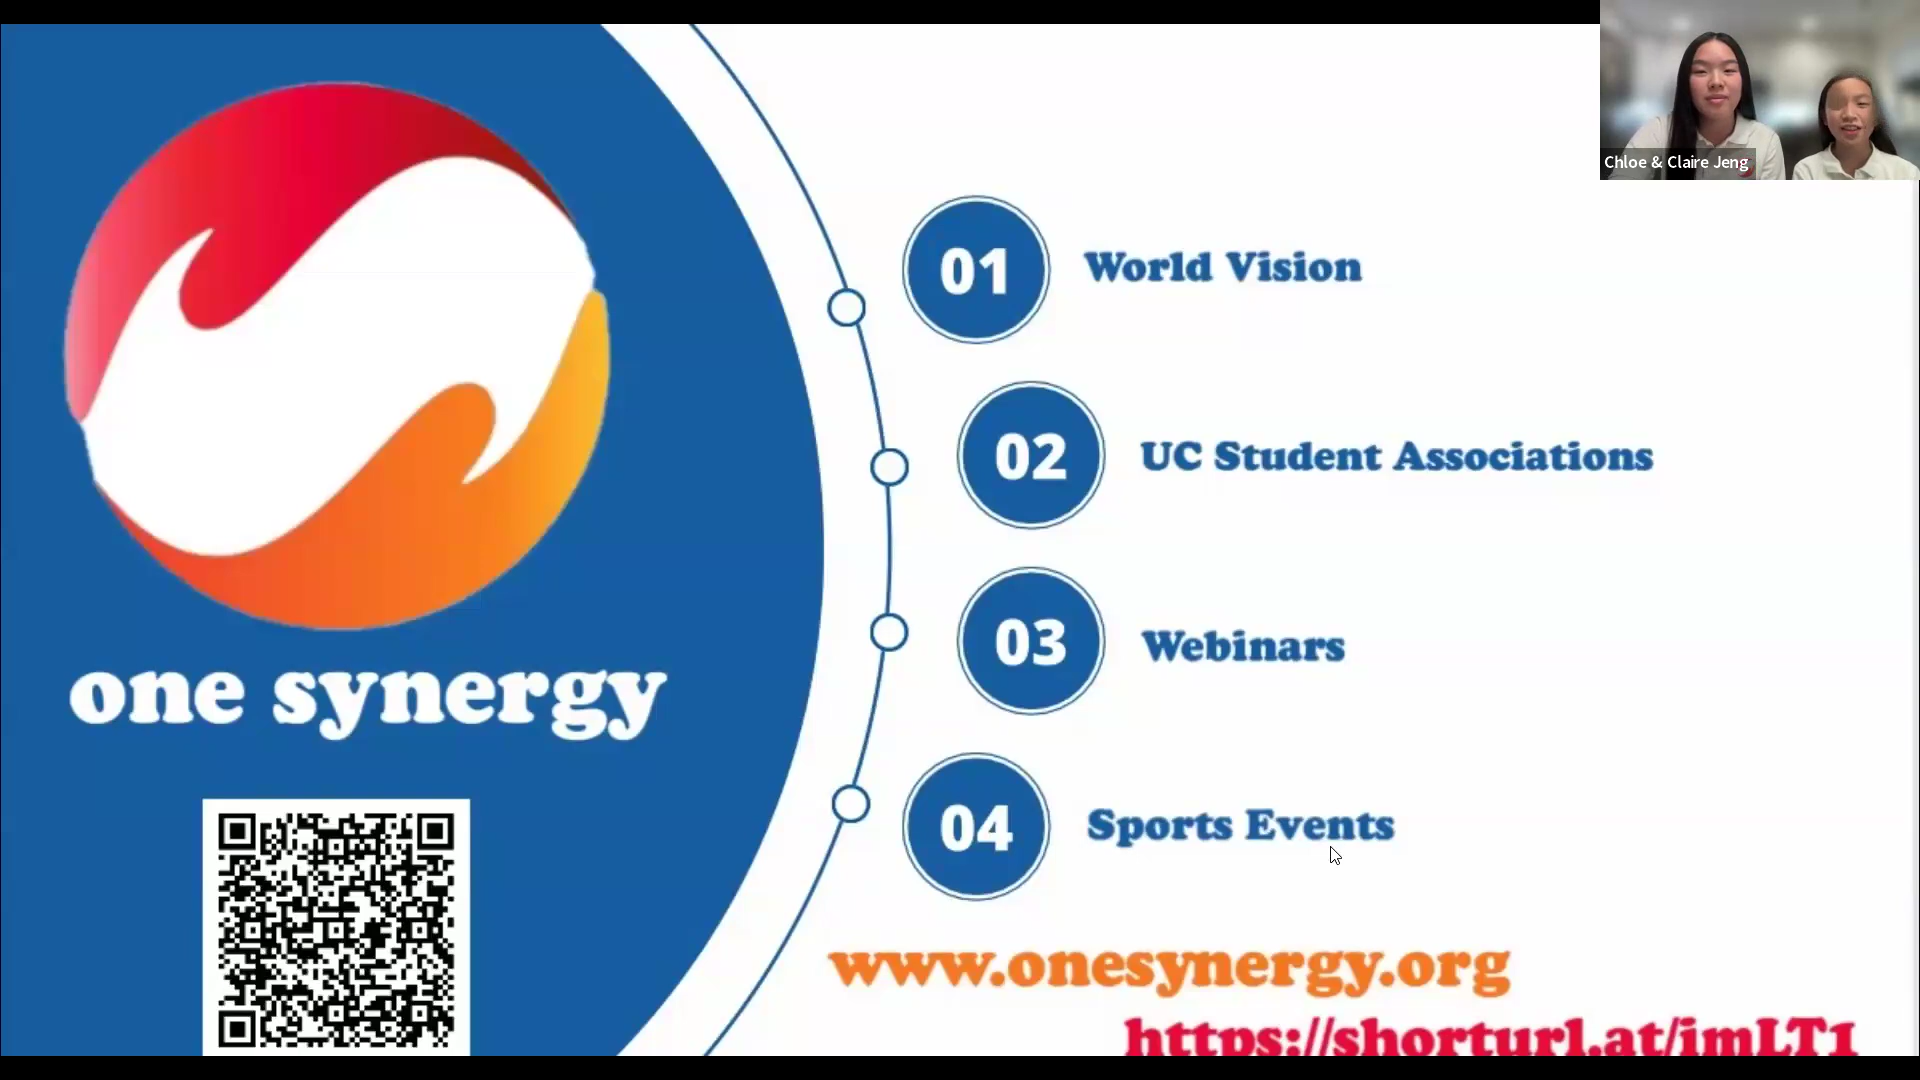 Chloe & Claire Jeng
01 World Vision
02 UC Student Associations
03 Webinars
04 Sports Events
one synergy
www.onesynergy.org
https://shorturl.at/imLT1